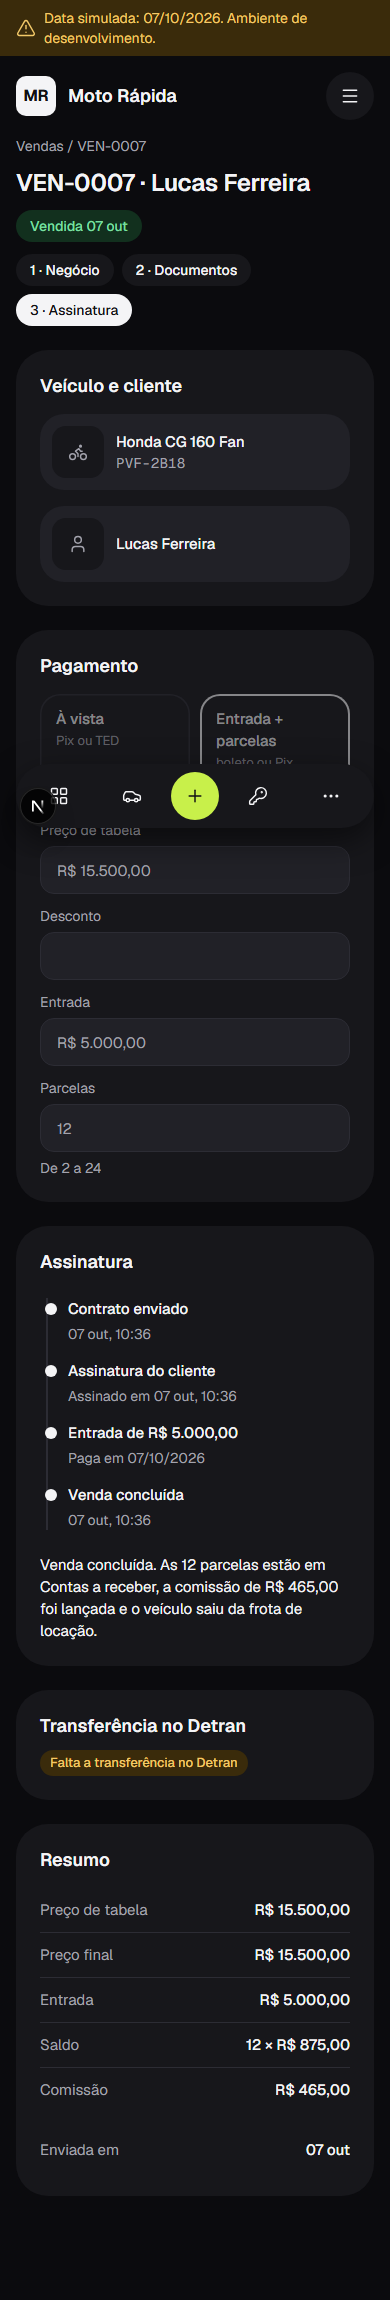 Data simulada: 07/10/2026. Ambiente de
desenvolvimento.
MR
Moto Rápida
Vendas / VEN-0007
VEN-0007 · Lucas Ferreira
Vendida 07 out
1 · Negócio
2 · Documentos
3 · Assinatura
Veículo e cliente
Honda CG 160 Fan
PVF-2B18
Lucas Ferreira
Pagamento
À vista
Pix ou TED
Entrada +
parcelas
boleto ou Pix
N
Preço de tabela
R$ 15.500,00
Desconto
Entrada
R$ 5.000,00
Parcelas
12
De 2 a 24
Assinatura
Contrato enviado
07 out, 10:36
Assinatura do cliente
Assinado em 07 out, 10:36
Entrada de R$ 5.000,00
Paga em 07/10/2026
Venda concluída
07 out, 10:36
Venda concluída. As 12 parcelas estão em
Contas a receber, a comissão de R$ 465,00
foi lançada e o veículo saiu da frota de
locação.
Transferência no Detran
Falta a transferência no Detran
Resumo
Preço de tabela
R$ 15.500,00
Preço final
R$ 15.500,00
Entrada
R$ 5.000,00
Saldo
12 × R$ 875,00
Comissão
R$ 465,00
Enviada em
07 out